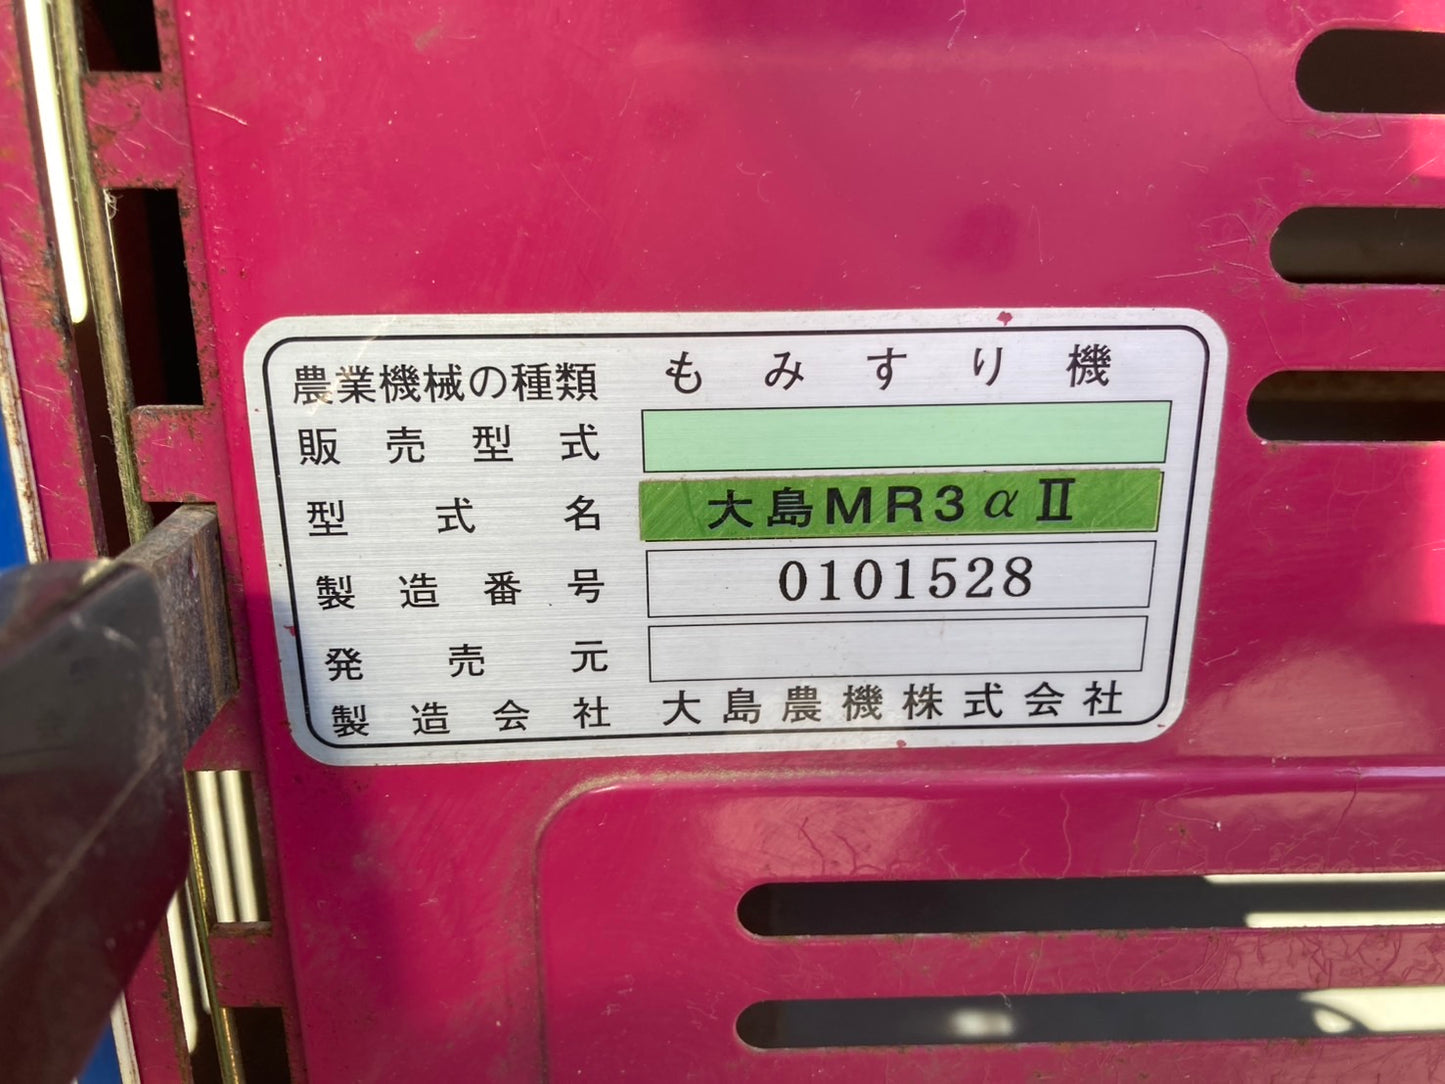 農業機械の種類 もみすり機
販売型式
型式名 大島MR3αⅡ
製造番号 0101528
発売元
製造会社 大島農機株式会社